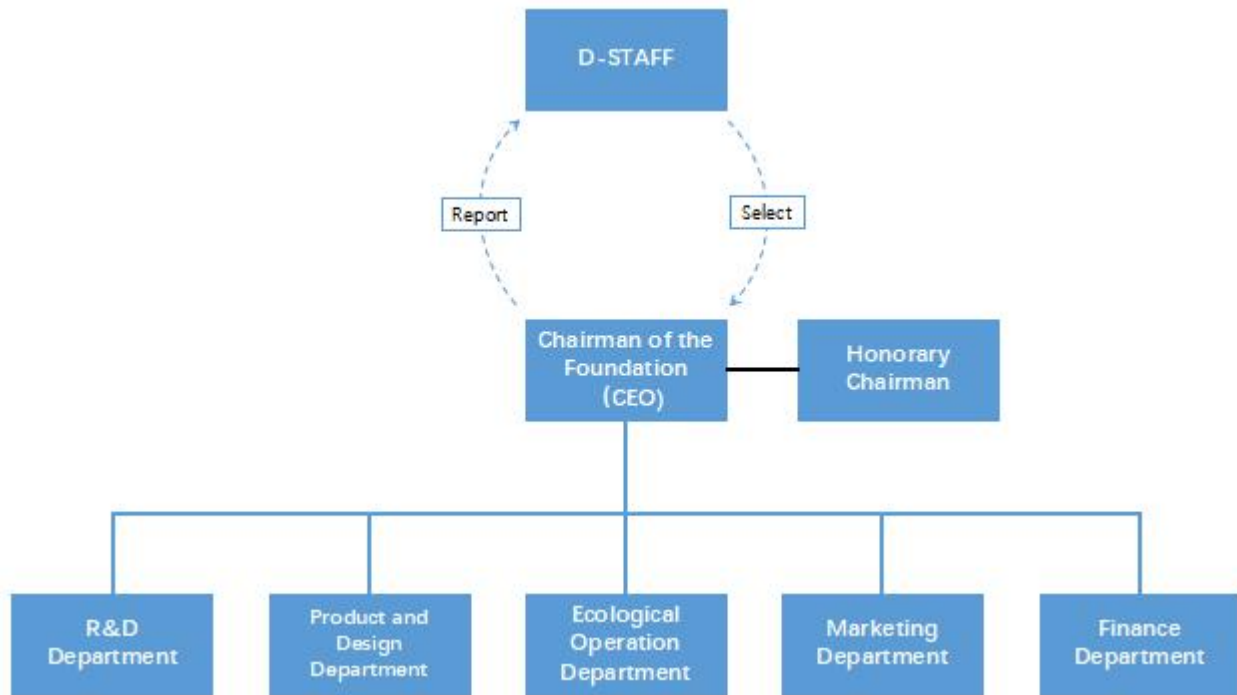 D-STAFF
Report
Select
Chairman of the
Foundation
(CEO)
Honorary
Chairman
R&D
Department
Product and
Design
Department
Ecological
Operation
Department
Marketing
Department
Finance
Department